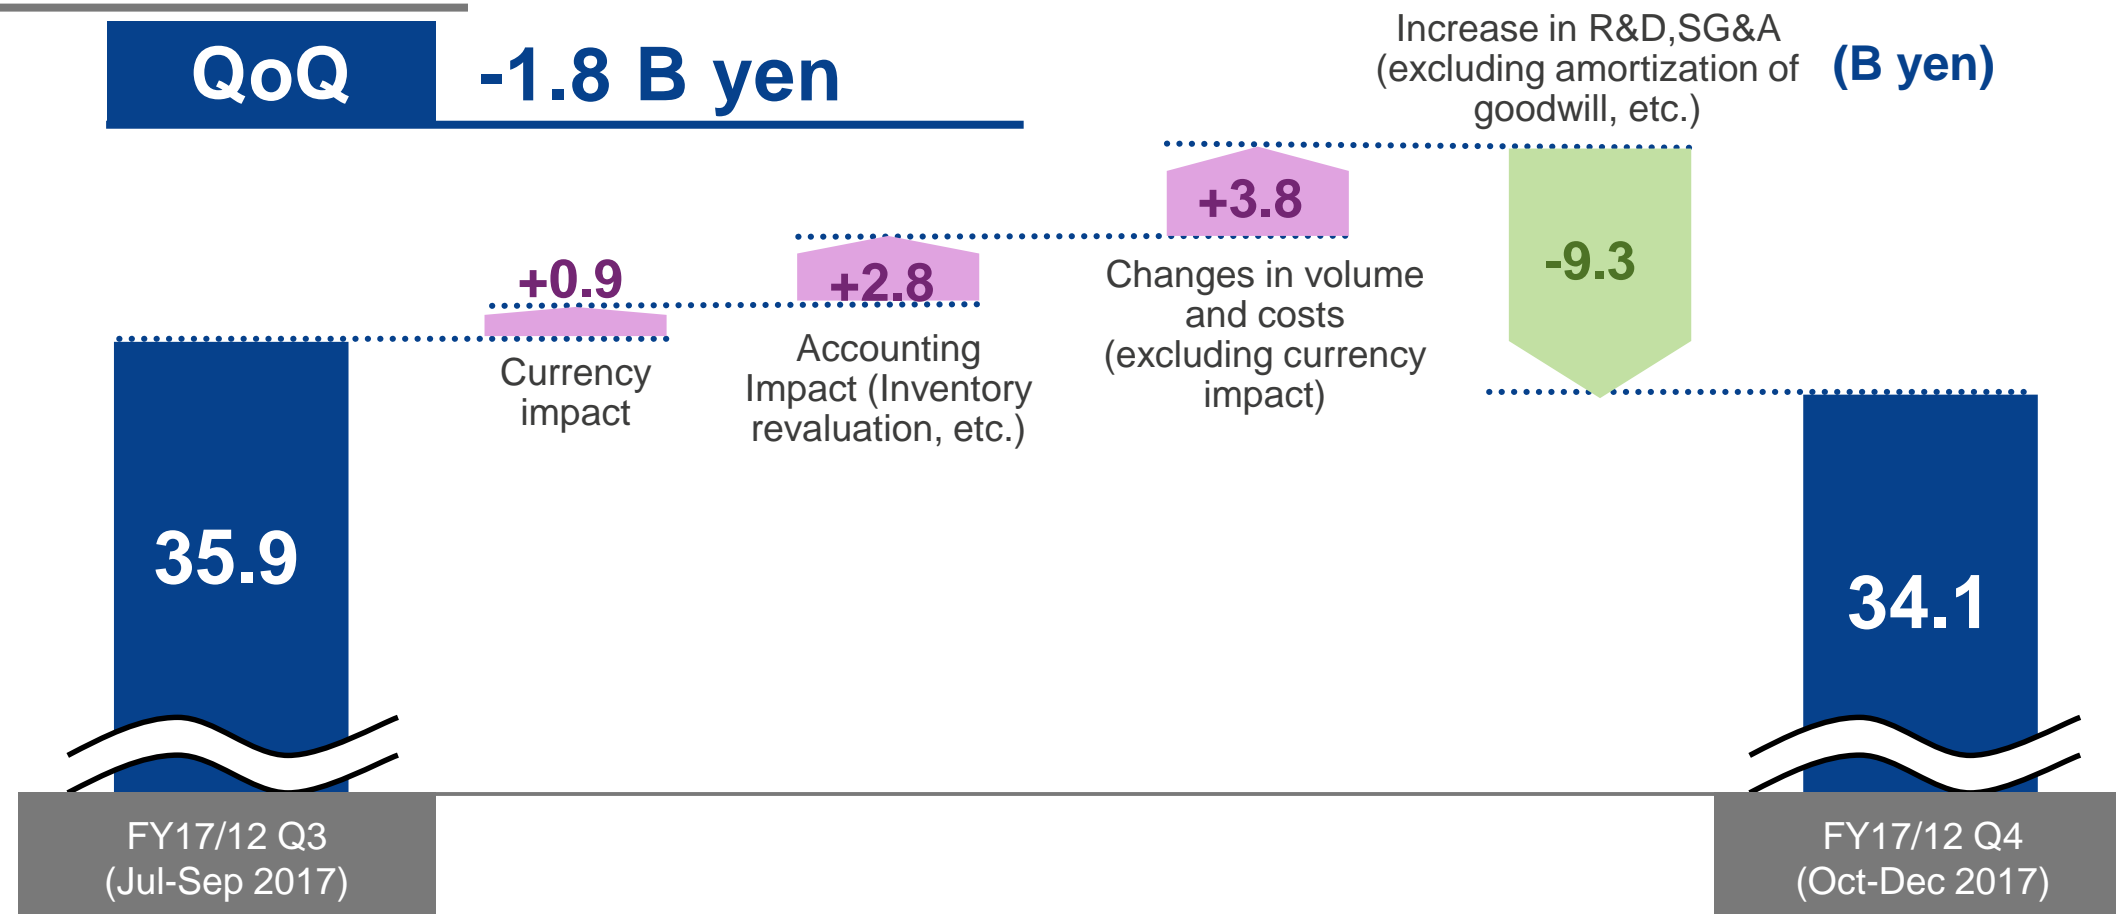 QoQ
-1.8 B yen
Increase in R&D,SG&A
(excluding amortization of
goodwill, etc.)
(B yen)
+3.8
+0.9
+2.8
-9.3
Changes in volume
and costs
(excluding currency
impact)
Accounting
Impact (Inventory
revaluation, etc.)
Currency
impact
35.9
34.1
FY17/12 Q3
(Jul-Sep 2017)
FY17/12 Q4
(Oct-Dec 2017)